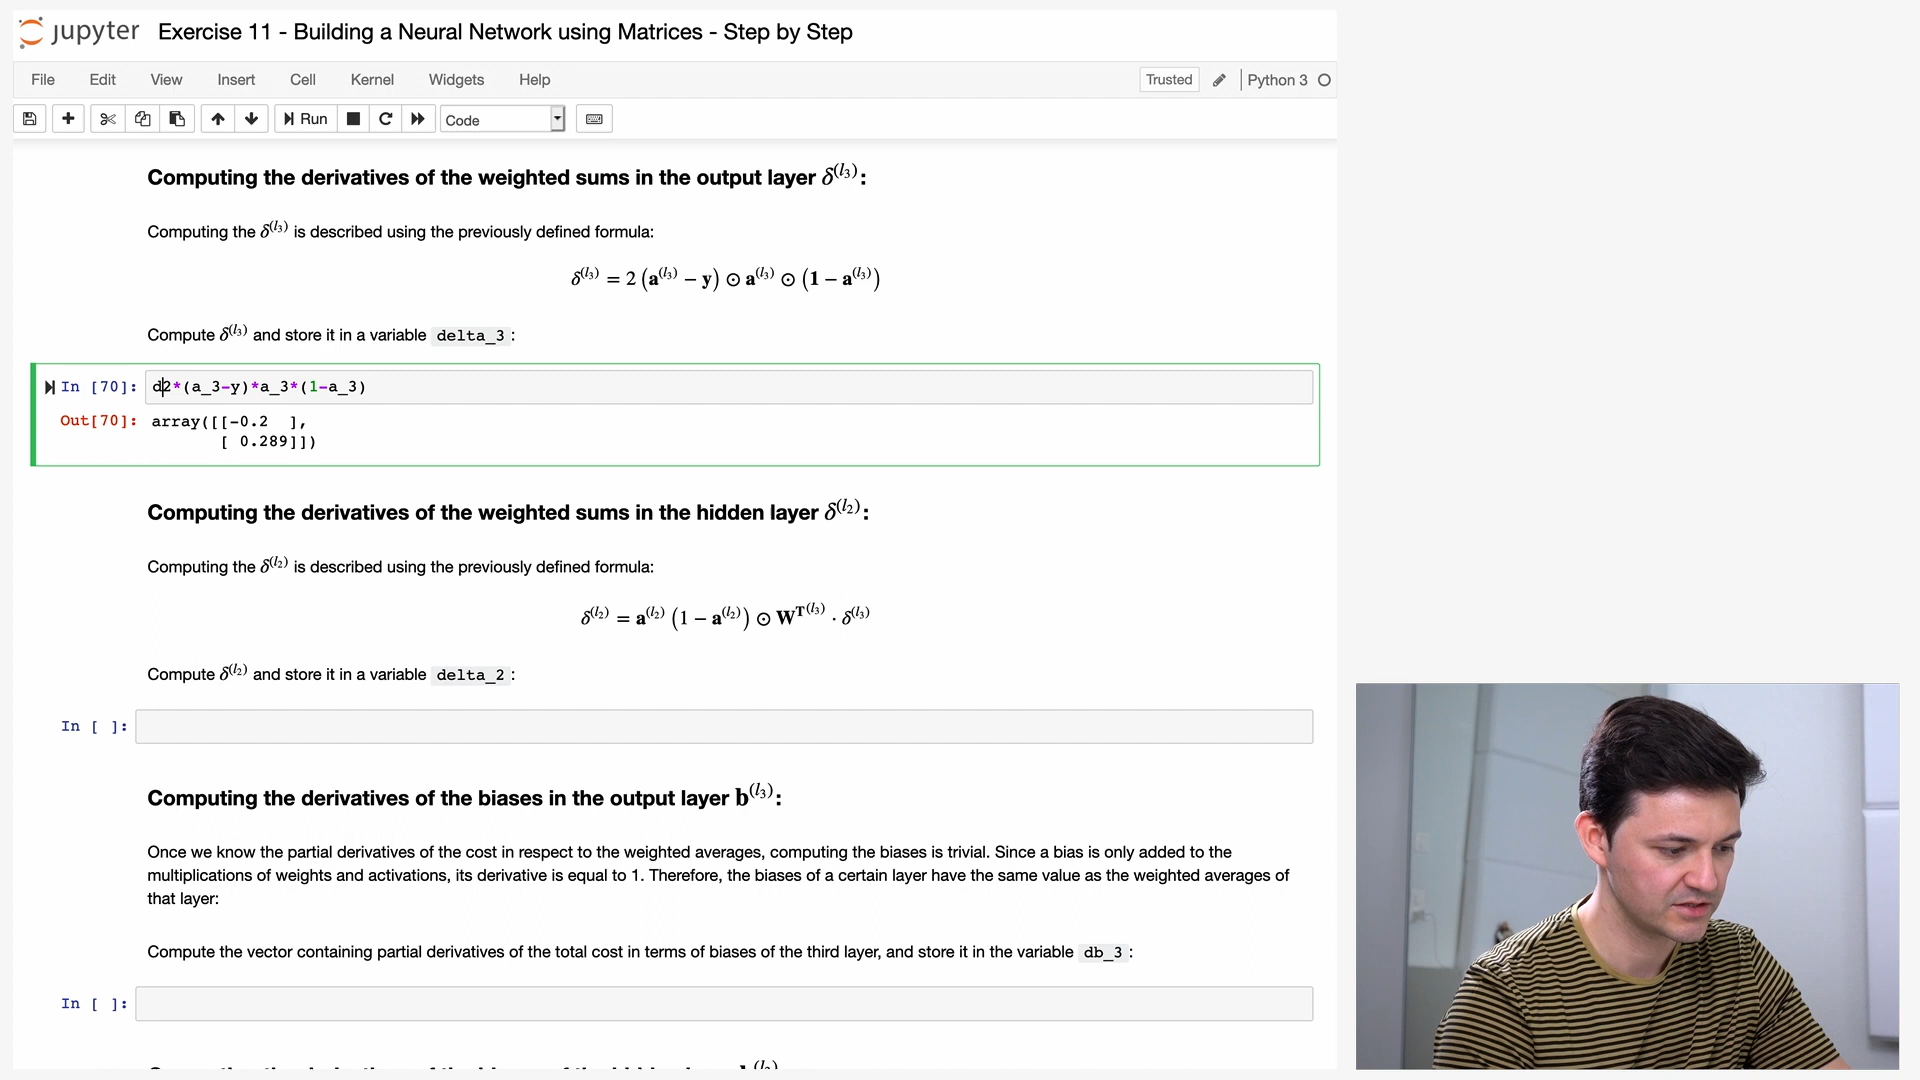 jupyter Exercise 11 - Building a Neural Network using Matrices - Step by Step
File Edit View Insert Cell Kernel Widgets Help Trusted Python 3
Run Code
Computing the derivatives of the weighted sums in the output layer δ^(l₃):
Computing the δ^(l₃) is described using the previously defined formula:
δ^(l₃) = 2 (a^(l₃) − y) ⊙ a^(l₃) ⊙ (1 − a^(l₃))
Compute δ^(l₃) and store it in a variable delta_3 :
In [70]: d2*(a_3-y)*a_3*(1-a_3)
Out[70]: array([[-0.2  ],
[ 0.289]])
Computing the derivatives of the weighted sums in the hidden layer δ^(l₂):
Computing the δ^(l₂) is described using the previously defined formula:
δ^(l₂) = a^(l₂) (1 − a^(l₂)) ⊙ W^T^(l₃) · δ^(l₃)
Compute δ^(l₂) and store it in a variable delta_2 :
In [ ]:
Computing the derivatives of the biases in the output layer b^(l₃):
Once we know the partial derivatives of the cost in respect to the weighted averages, computing the biases is trivial. Since a bias is only added to the
multiplications of weights and activations, its derivative is equal to 1. Therefore, the biases of a certain layer have the same value as the weighted averages of
that layer:
Compute the vector containing partial derivatives of the total cost in terms of biases of the third layer, and store it in the variable db_3 :
In [ ]: